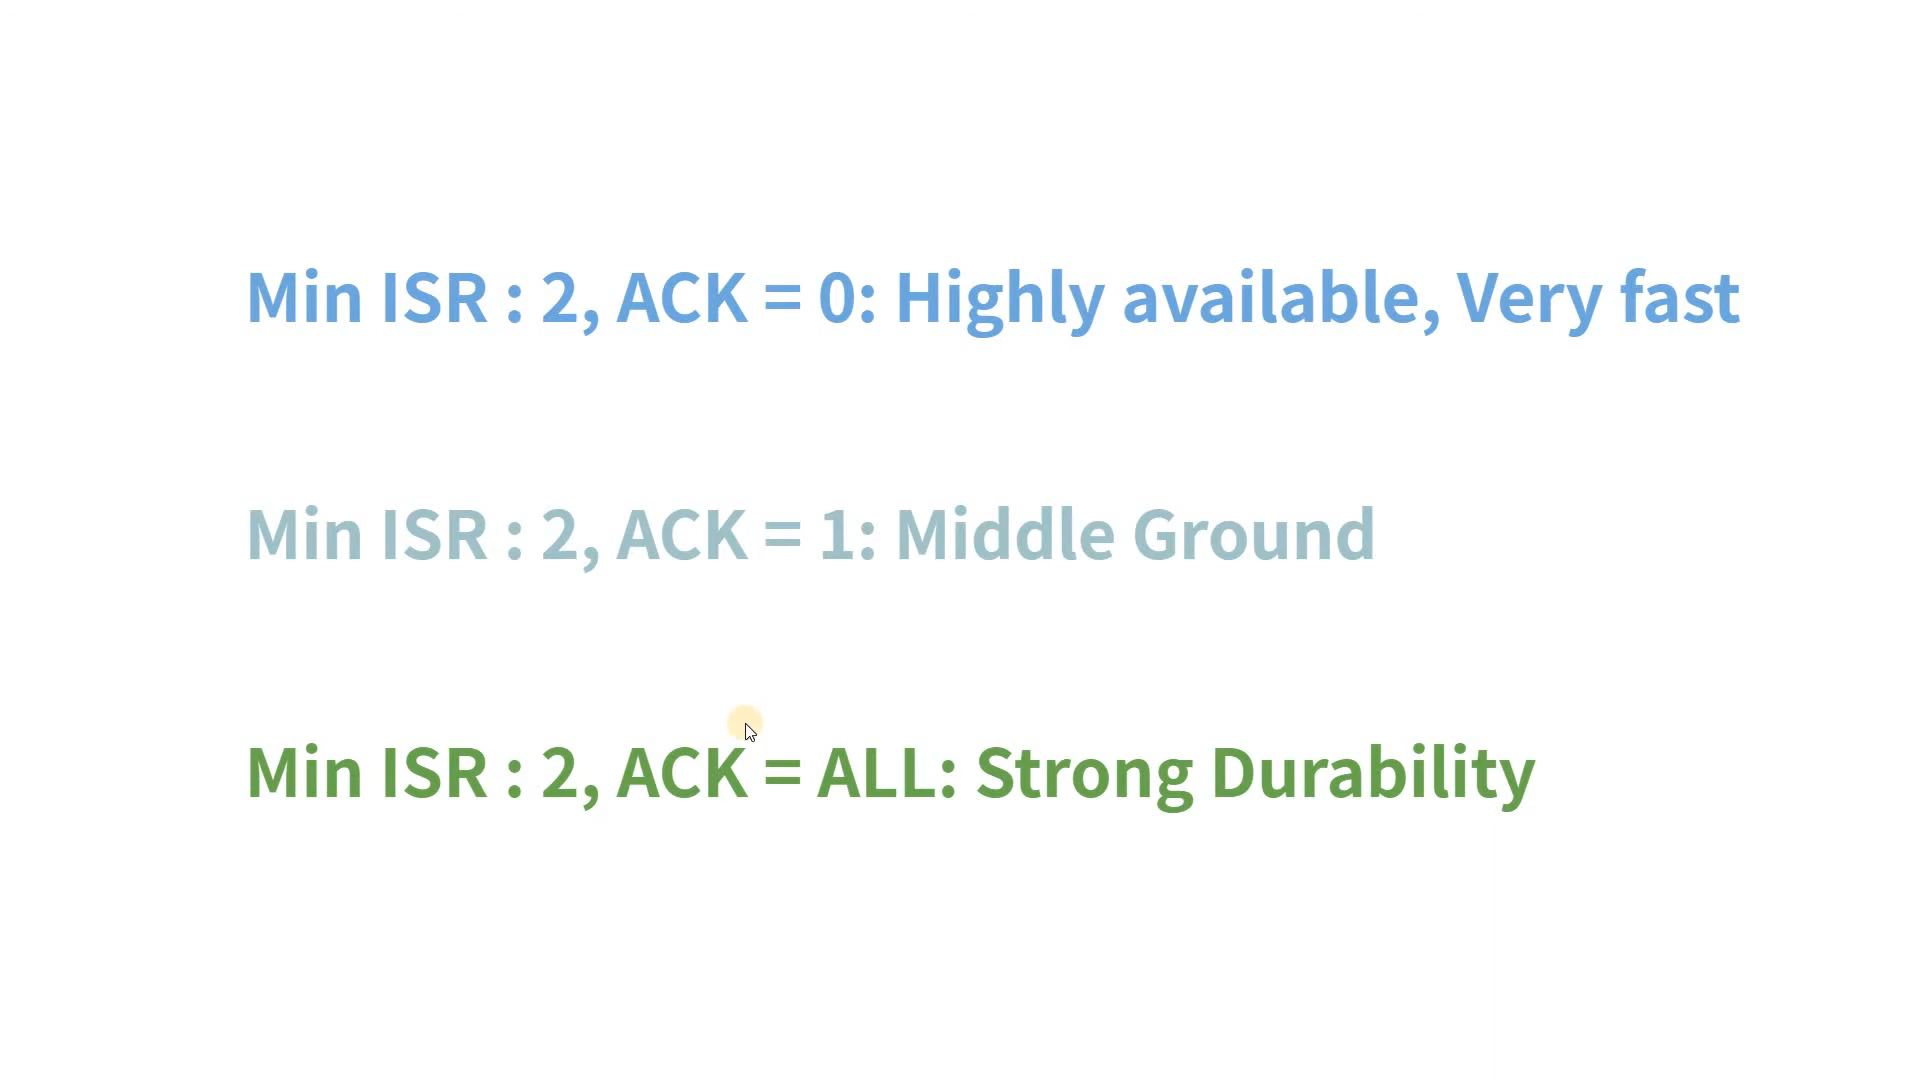 Min ISR : 2, ACK = 0: Highly available, Very fast
Min ISR : 2, ACK = 1: Middle Ground
Min ISR : 2, ACK = ALL: Strong Durability